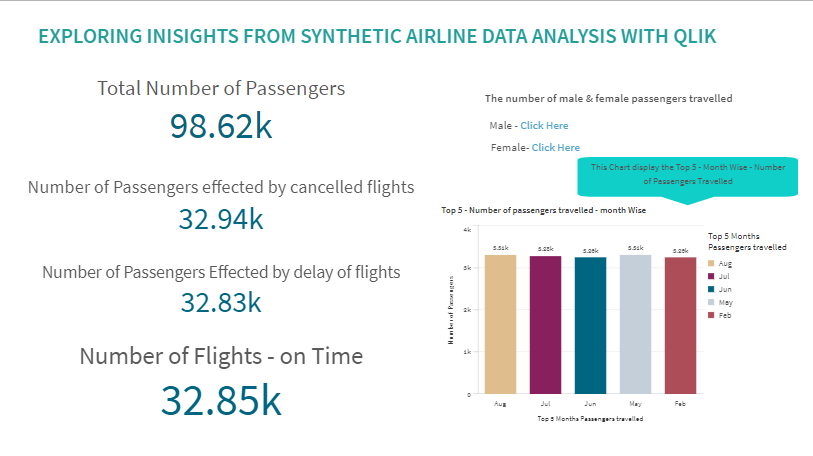 EXPLORING INISIGHTS FROM SYNTHETIC AIRLINE DATA ANALYSIS WITH QLIK
Total Number of Passengers
98.62k
Number of Passengers effected by cancelled flights
32.94k
Number of Passengers Effected by delay of flights
32.83k
Number of Flights - on Time
32.85k
The number of male & female passengers travelled
Male - Click Here
Female- Click Here
This Chart display the Top 5 - Month Wise - Number
of Passengers Travelled
Top 5 - Number of passengers travelled - month Wise
Number of Passengers
4k
3k
2k
1k
0
Aug
Jul
Jun
May
Feb
Top 5 Months Passengers travelled
Top 5 Months
Passengers travelled
Aug
Jul
Jun
May
Feb